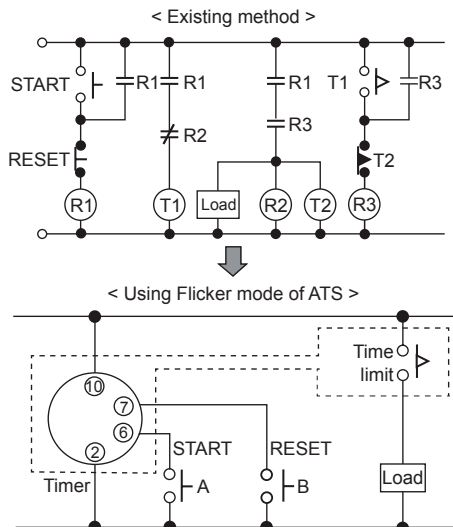 < Existing method >
START
R1
R1
R1
T1
R3
R2
R3
RESET
T2
R1
T1
Load
R2
T2
R3
< Using Flicker mode of ATS >
Time
limit
10
7
6
2
START
RESET
Timer
A
B
Load